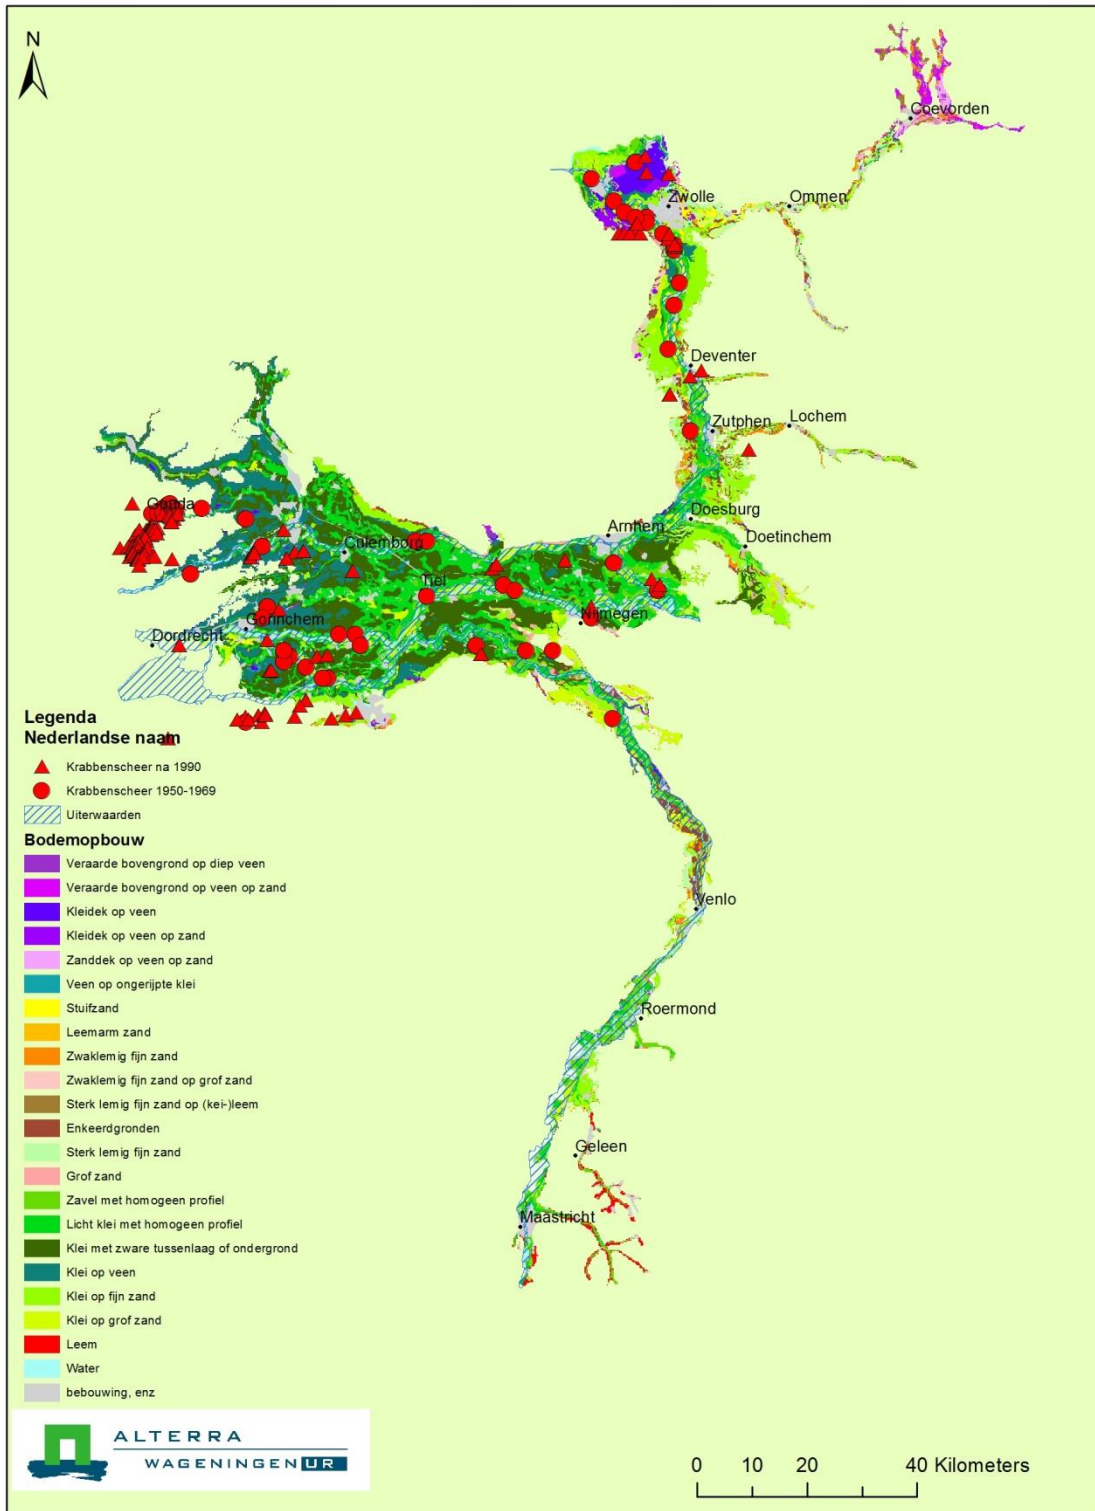 N
Coevorden
Zwolle
Ommen
Deventer
Zutphen
Lochem
Gouda
Culemborg
Arnhem
Doesburg
Doetinchem
Tiel
Gorinchem
Nijmegen
Dordrecht
Venlo
Roermond
Geleen
Maastricht
Legenda
Nederlandse naam
Krabbenscheer na 1990
Krabbenscheer 1950-1969
Uiterwaarden
Bodemopbouw
Veraarde bovengrond op diep veen
Veraarde bovengrond op veen op zand
Kleidek op veen
Kleidek op veen op zand
Zanddek op veen op zand
Veen op ongerijpte klei
Stuifzand
Leemarm zand
Zwaklemig fijn zand
Zwaklemig fijn zand op grof zand
Sterk lemig fijn zand op (kei-)leem
Enkeerdgronden
Sterk lemig fijn zand
Grof zand
Zavel met homogeen profiel
Licht klei met homogeen profiel
Klei met zware tussenlaag of ondergrond
Klei op veen
Klei op fijn zand
Klei op grof zand
Leem
Water
bebouwing, enz
ALTERRA
WAGENINGEN UR
0 10 20 40 Kilometers